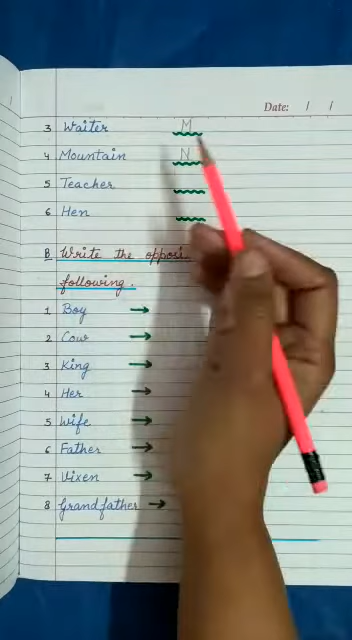 Date: / /
3 Waiter M
4 Mountain N
5 Teacher
6 Hen
B Write the
following.
1 Boy →
2 Cow →
3 King →
4 Her →
5 Wife →
6 Father →
7 Vixen →
8 Grandfather →